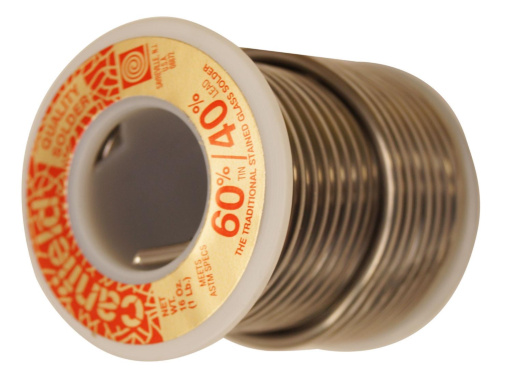 canfield
QUALITY
SOLDER
NET
WT.
16 OZ.
(1 Lb.)
MEETS
ASTM SPECS
60%
TIN
/40%
LEAD
THE TRADITIONAL STAINED GLASS SOLDER
U.S.A.